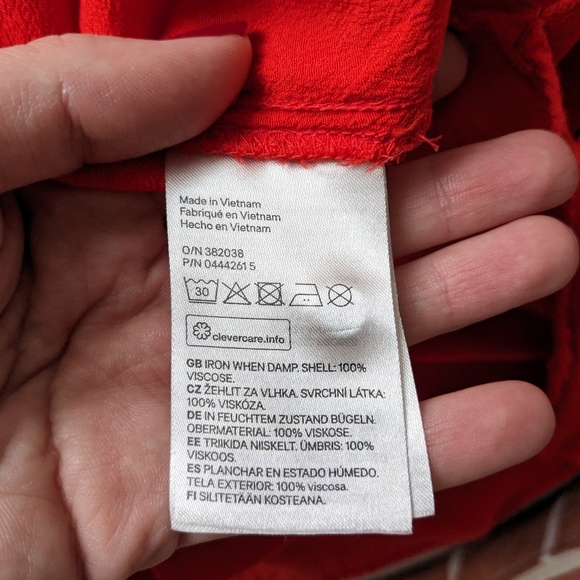 Made in Vietnam
Fabriqué en Vietnam
Hecho en Vietnam
O/N 382038
P/N 0444261 5
30
clevercare.info
GB IRON WHEN DAMP. SHELL: 100%
VISCOSE.
CZ ŽEHLIT ZA VLHKA. SVRCHNÍ LÁTKA:
100% VISKÓZA.
DE IN FEUCHTEM ZUSTAND BÜGELN.
OBERMATERIAL: 100% VISKOSE.
EE TRIIKIDA NIISKELT. ÜMBRIS: 100%
VISKOOS.
ES PLANCHAR EN ESTADO HÚMEDO.
TELA EXTERIOR: 100% viscosa.
FI SILITETÄÄN KOSTEANA.